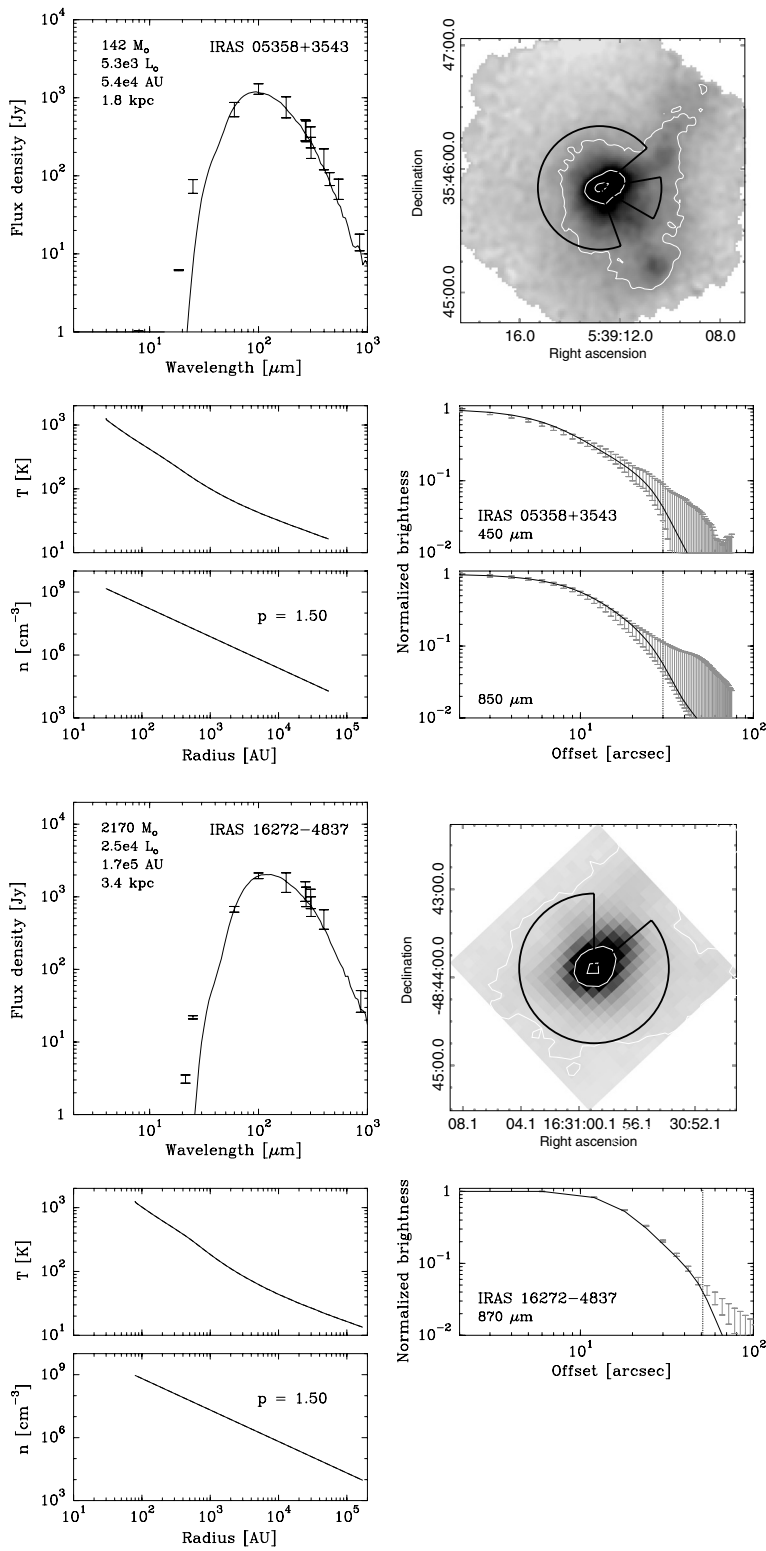 10⁴
10³
10²
10¹
1
Flux density [Jy]
142 M₀ IRAS 05358+3543
5.3e3 L₀
5.4e4 AU
1.8 kpc
10¹ 10² 10³
Wavelength [μm]
47:00.0
35:46:00.0
45:00.0
Declination
16.0 5:39:12.0 08.0
Right ascension
10³
10²
10¹
T [K]
10⁹
10⁶
10³
n [cm⁻³]
p = 1.50
10¹ 10² 10³ 10⁴ 10⁵
Radius [AU]
1
10⁻¹
10⁻²
Normalized brightness
IRAS 05358+3543
450 μm
1
10⁻¹
10⁻²
850 μm
10¹ 10²
Offset [arcsec]
10⁴
10³
10²
10¹
1
Flux density [Jy]
2170 M₀ IRAS 16272−4837
2.5e4 L₀
1.7e5 AU
3.4 kpc
10¹ 10² 10³
Wavelength [μm]
43:00.0
-48:44:00.0
45:00.0
Declination
08.1 04.1 16:31:00.1 56.1 30:52.1
Right ascension
10³
10²
10¹
T [K]
10⁹
10⁶
10³
n [cm⁻³]
p = 1.50
10¹ 10² 10³ 10⁴ 10⁵
Radius [AU]
1
10⁻¹
10⁻²
Normalized brightness
IRAS 16272−4837
870 μm
10¹ 10²
Offset [arcsec]